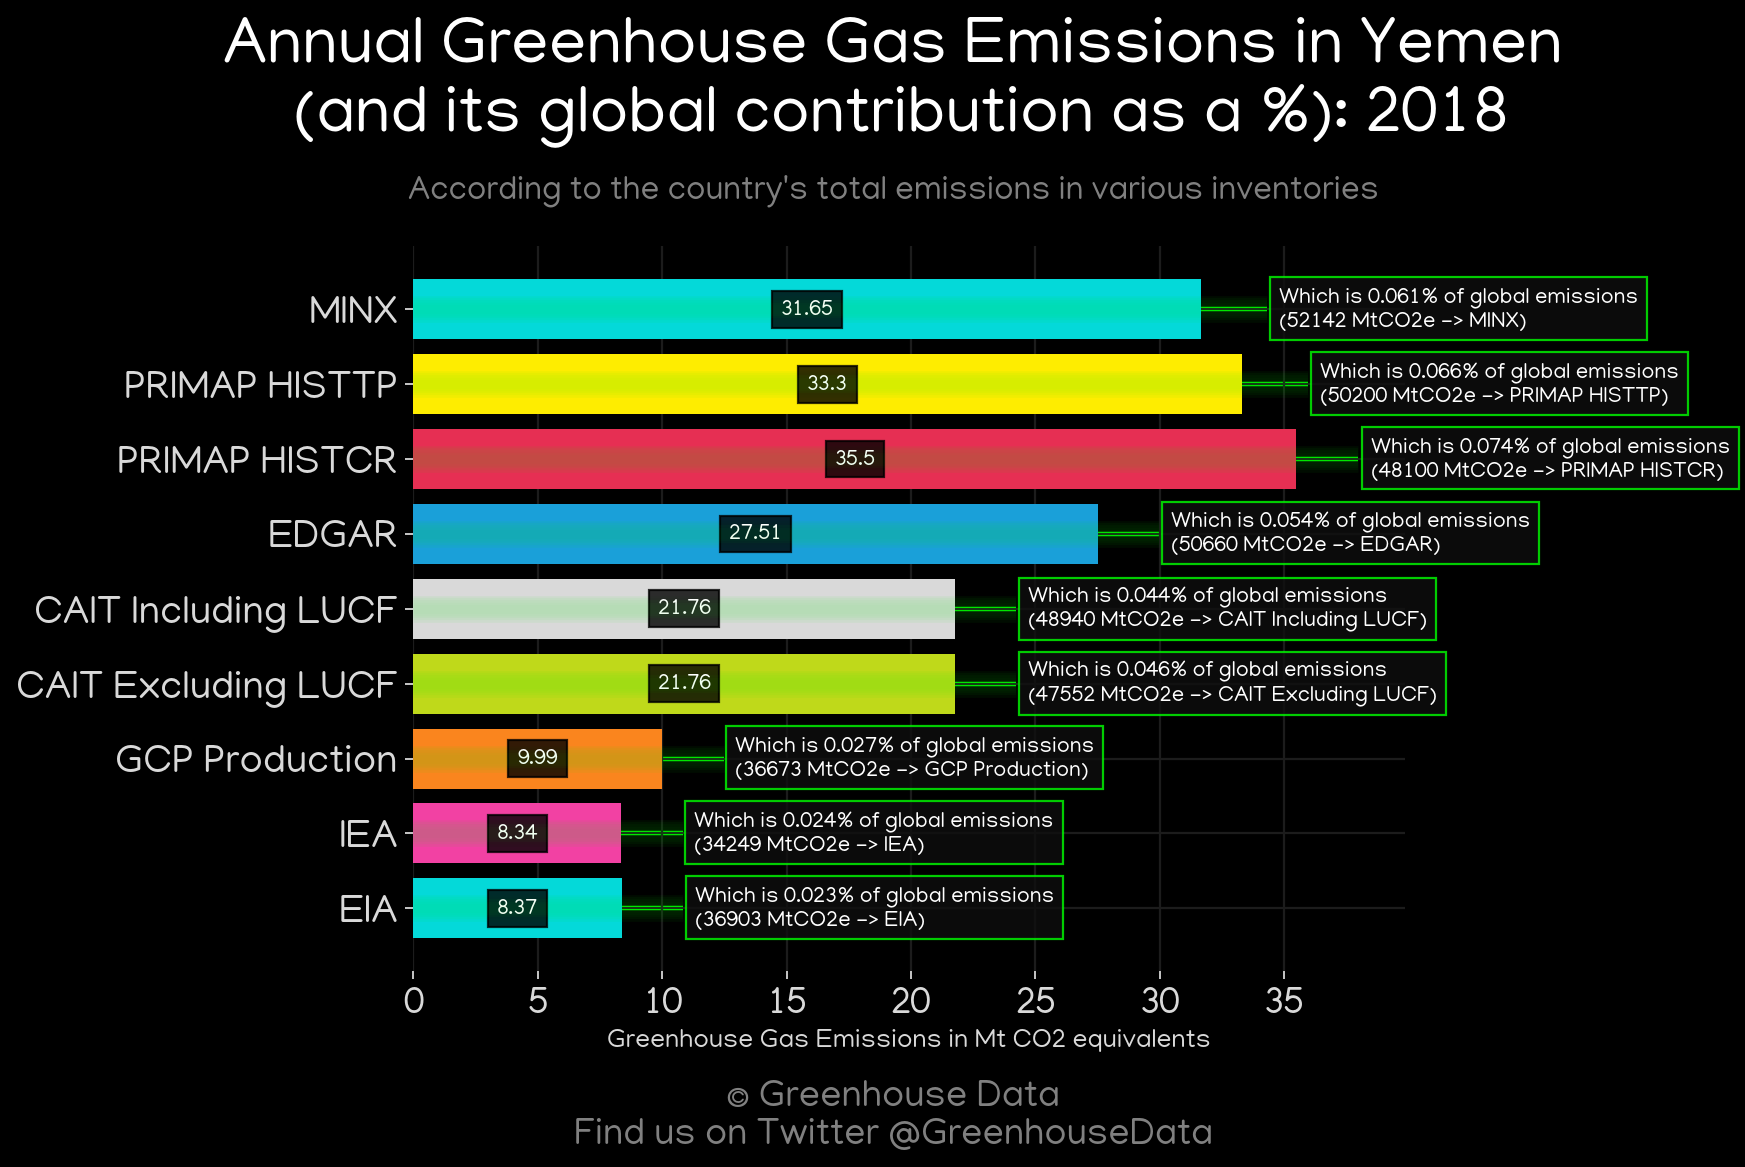 Annual Greenhouse Gas Emissions in Yemen
(and its global contribution as a %): 2018
According to the country's total emissions in various inventories
MINX
31.65
Which is 0.061% of global emissions
(52142 MtCO2e -> MINX)
PRIMAP HISTTP
33.3
Which is 0.066% of global emissions
(50200 MtCO2e -> PRIMAP HISTTP)
PRIMAP HISTCR
35.5
Which is 0.074% of global emissions
(48100 MtCO2e -> PRIMAP HISTCR)
EDGAR
27.51
Which is 0.054% of global emissions
(50660 MtCO2e -> EDGAR)
CAIT Including LUCF
21.76
Which is 0.044% of global emissions
(48940 MtCO2e -> CAIT Including LUCF)
CAIT Excluding LUCF
21.76
Which is 0.046% of global emissions
(47552 MtCO2e -> CAIT Excluding LUCF)
GCP Production
9.99
Which is 0.027% of global emissions
(36673 MtCO2e -> GCP Production)
IEA
8.34
Which is 0.024% of global emissions
(34249 MtCO2e -> IEA)
EIA
8.37
Which is 0.023% of global emissions
(36903 MtCO2e -> EIA)
0 5 10 15 20 25 30 35
Greenhouse Gas Emissions in Mt CO2 equivalents
© Greenhouse Data
Find us on Twitter @GreenhouseData